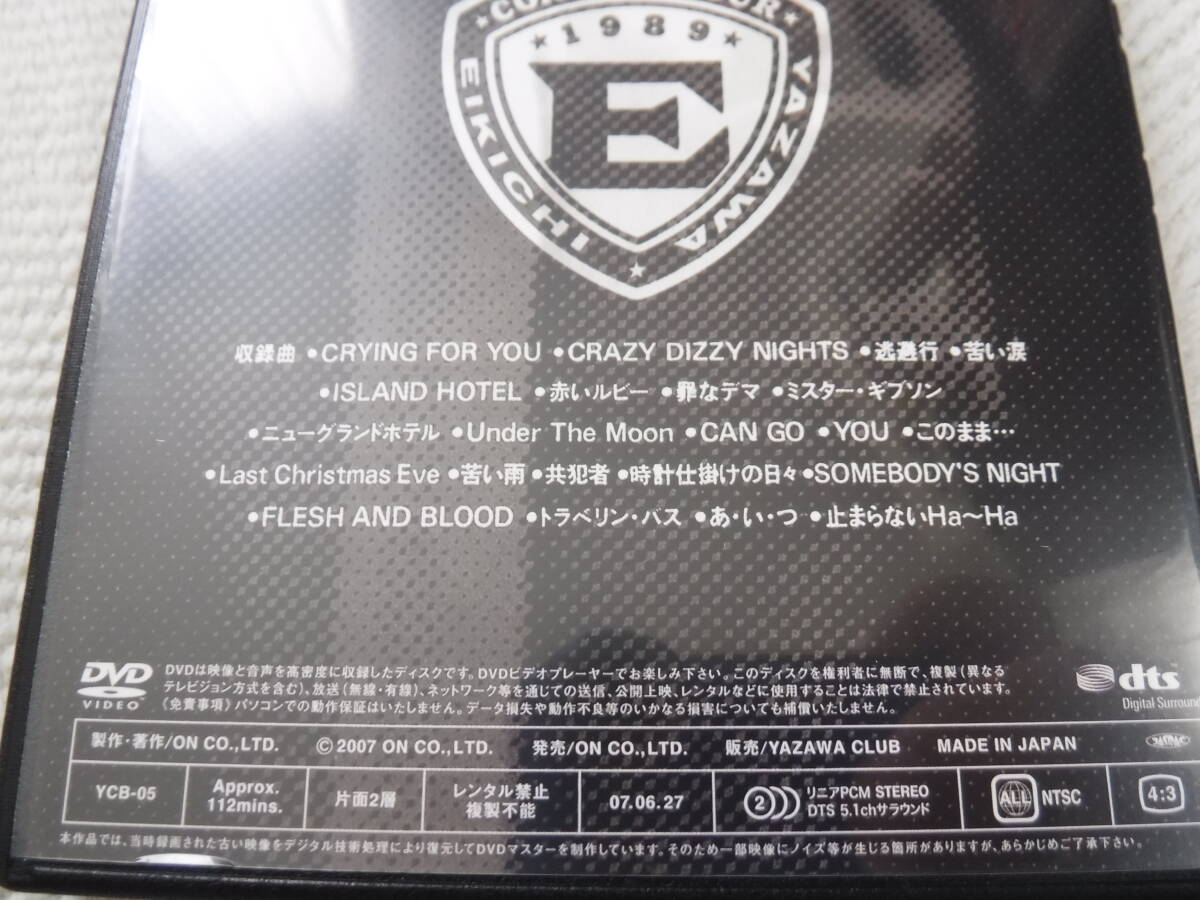 1989
E
EIKICHI YAZAWA
収録曲 •CRYING FOR YOU •CRAZY DIZZY NIGHTS •逃避行 •苦い涙
•ISLAND HOTEL •赤いルビー •罪なデマ •ミスター・ギブソン
•ニューグランドホテル •Under The Moon •CAN GO •YOU •このまま…
•Last Christmas Eve •苦い雨 •共犯者 •時計仕掛けの日々 •SOMEBODY'S NIGHT
•FLESH AND BLOOD •トラベリン・バス •あ・い・つ •止まらないHa〜Ha
DVD VIDEO
DVDは映像と音声を高密度に収録したディスクです。DVDビデオプレーヤーでお楽しみ下さい。このディスクを権利者に無断で、複製(異なる
テレビジョン方式を含む)、放送(無線・有線)、ネットワーク等を通じての送信、公開上映、レンタルなどに使用することは法律で禁止されています。
《免責事項》パソコンでの動作保証はいたしません。データ損失や動作不良等のいかなる損害についても補償いたしません。
dts
Digital Surround
製作・著作/ON CO.,LTD. ©2007 ON CO.,LTD. 発売/ON CO.,LTD. 販売/YAZAWA CLUB MADE IN JAPAN
YCB-05
Approx.
112mins.
片面2層
レンタル禁止
複製不能
07.06.27
2
リニアPCM STEREO
DTS 5.1chサラウンド
ALL NTSC
4:3
本作品では、当時録画された古い映像をデジタル技術処理により復元してDVDマスターを制作しています。そのため一部映像にノイズ等が生じる箇所がありますが、あらかじめご了承下さい。